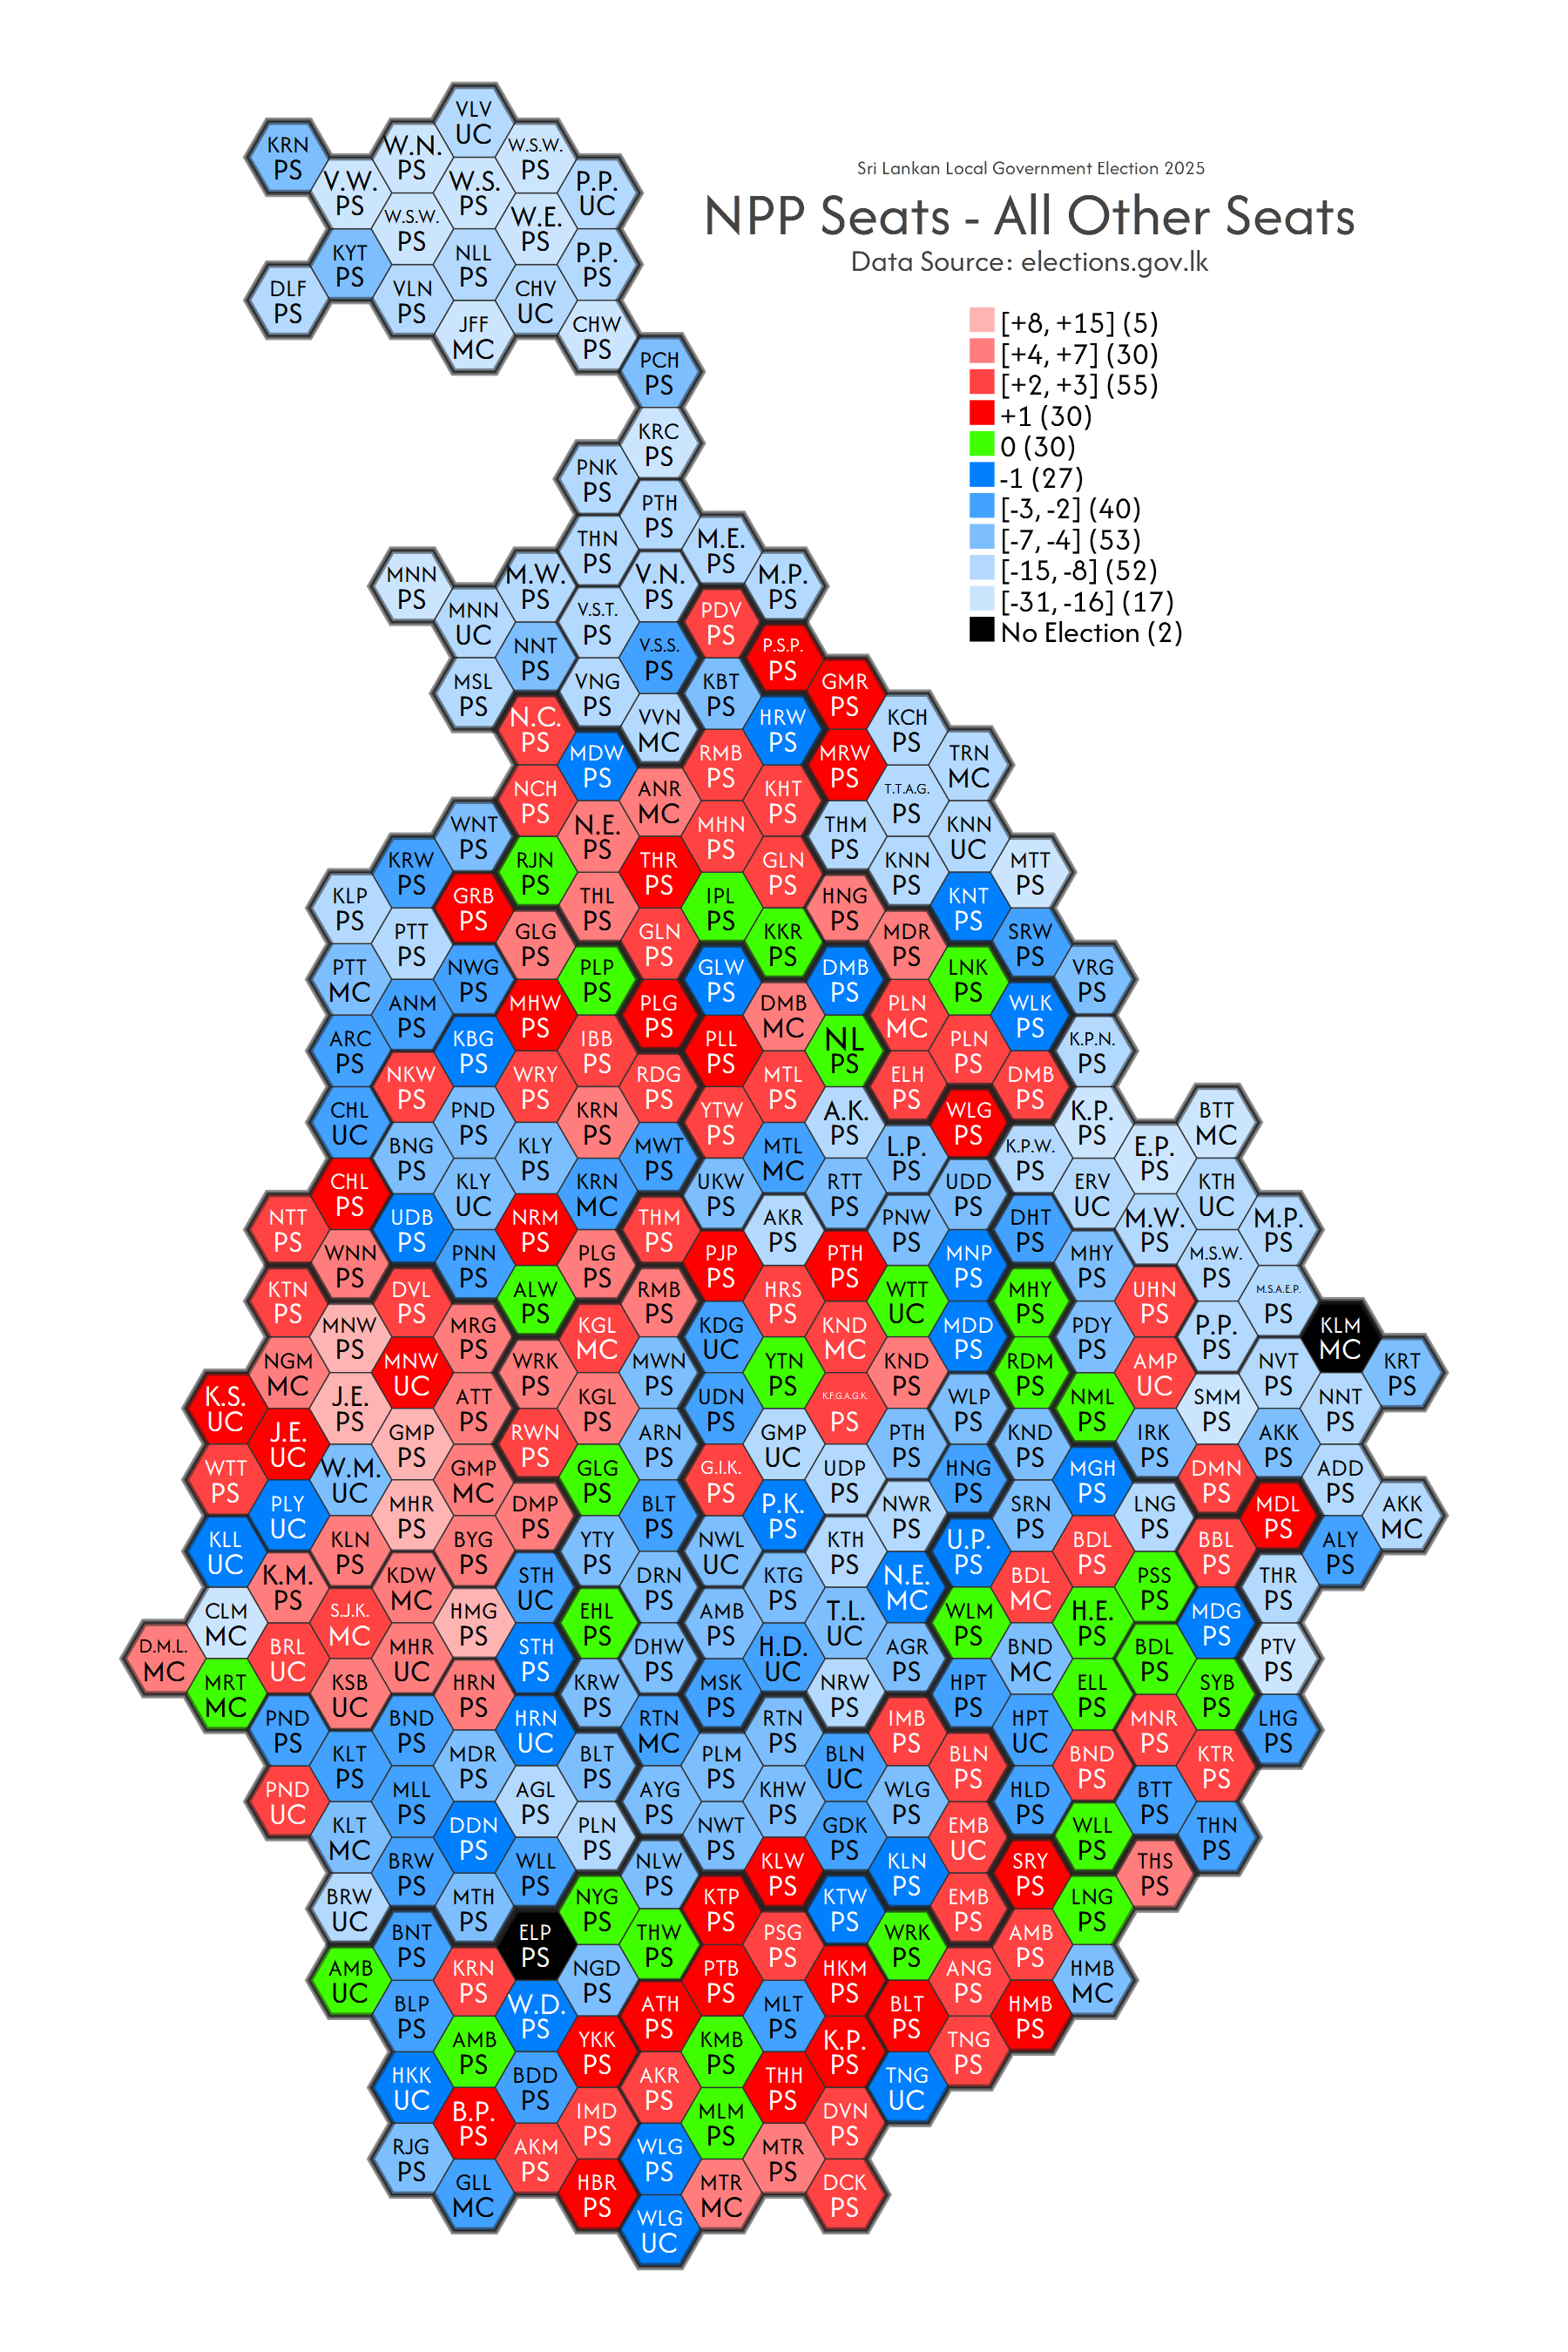 VLV
UC
KRN
PS
W.N.
PS
W.S.W.
PS
Sri Lankan Local Government Election 2025
NPP Seats - All Other Seats
Data Source: elections.gov.lk
V.W.
PS
W.S.
PS
P.P.
UC
W.S.W.
PS
W.E.
PS
KYT
PS
NLL
PS
P.P.
PS
DLF
PS
VLN
PS
CHV
UC
JFF
MC
CHW
PS
[+8, +15] (5)
[+4, +7] (30)
[+2, +3] (55)
+1 (30)
0 (30)
-1 (27)
[-3, -2] (40)
[-7, -4] (53)
[-15, -8] (52)
[-31, -16] (17)
No Election (2)
PCH
PS
KRC
PS
PNK
PS
PTH
PS
THN
PS
M.E.
PS
MNN
PS
M.W.
PS
V.N.
PS
M.P.
PS
MNN
UC
V.S.T.
PS
PDV
PS
NNT
PS
V.S.S.
PS
P.S.P.
PS
MSL
PS
VNG
PS
KBT
PS
GMR
PS
N.C.
PS
VVN
MC
HRW
PS
KCH
PS
MDW
PS
RMB
PS
MRW
PS
TRN
MC
NCH
PS
ANR
MC
KHT
PS
T.T.A.G.
PS
WNT
PS
N.E.
PS
MHN
PS
THM
PS
KNN
UC
KRW
PS
RJN
PS
THR
PS
GLN
PS
KNN
PS
MTT
PS
KLP
PS
GRB
PS
THL
PS
IPL
PS
HNG
PS
KNT
PS
PTT
PS
GLG
PS
GLN
PS
KKR
PS
MDR
PS
SRW
PS
PTT
MC
NWG
PS
PLP
PS
GLW
PS
DMB
PS
LNK
PS
VRG
PS
ANM
PS
MHW
PS
PLG
PS
DMB
MC
PLN
MC
WLK
PS
ARC
PS
KBG
PS
IBB
PS
PLL
PS
NL
PS
PLN
PS
K.P.N.
PS
NKW
PS
WRY
PS
RDG
PS
MTL
PS
ELH
PS
DMB
PS
CHL
UC
PND
PS
KRN
PS
YTW
PS
A.K.
PS
WLG
PS
K.P.
PS
BTT
MC
BNG
PS
KLY
PS
MWT
PS
MTL
MC
L.P.
PS
K.P.W.
PS
E.P.
PS
CHL
PS
KLY
UC
KRN
MC
UKW
PS
RTT
PS
UDD
PS
ERV
UC
KTH
UC
NTT
PS
UDB
PS
NRM
PS
THM
PS
AKR
PS
PNW
PS
DHT
PS
M.W.
PS
M.P.
PS
WNN
PS
PNN
PS
PLG
PS
PJP
PS
PTH
PS
MNP
PS
MHY
PS
M.S.W.
PS
KTN
PS
DVL
PS
ALW
PS
RMB
PS
HRS
PS
WTT
UC
MHY
PS
UHN
PS
M.S.A.E.P.
PS
MNW
PS
MRG
PS
KGL
MC
KDG
UC
KND
MC
MDD
PS
PDY
PS
P.P.
PS
KLM
MC
NGM
MC
MNW
UC
WRK
PS
MWN
PS
YTN
PS
KND
PS
RDM
PS
AMP
UC
NVT
PS
KRT
PS
K.S.
UC
J.E.
PS
ATT
PS
KGL
PS
UDN
PS
K.F.G.A.G.K.
PS
WLP
PS
NML
PS
SMM
PS
NNT
PS
J.E.
UC
GMP
PS
RWN
PS
ARN
PS
GMP
UC
PTH
PS
KND
PS
IRK
PS
AKK
PS
WTT
PS
W.M.
UC
GMP
MC
GLG
PS
G.I.K.
PS
UDP
PS
HNG
PS
MGH
PS
DMN
PS
ADD
PS
PLY
UC
MHR
PS
DMP
PS
BLT
PS
P.K.
PS
NWR
PS
SRN
PS
LNG
PS
MDL
PS
AKK
MC
KLL
UC
KLN
PS
BYG
PS
YTY
PS
NWL
UC
KTH
PS
U.P.
PS
BDL
PS
BBL
PS
ALY
PS
K.M.
PS
KDW
MC
STH
UC
DRN
PS
KTG
PS
N.E.
MC
BDL
MC
PSS
PS
THR
PS
CLM
MC
S.J.K.
MC
HMG
PS
EHL
PS
AMB
PS
T.L.
UC
WLM
PS
H.E.
PS
MDG
PS
D.M.L.
MC
BRL
UC
MHR
UC
STH
PS
DHW
PS
H.D.
UC
AGR
PS
BND
MC
BDL
PS
PTV
PS
MRT
MC
KSB
UC
HRN
PS
KRW
PS
MSK
PS
NRW
PS
HPT
PS
ELL
PS
SYB
PS
PND
PS
BND
PS
HRN
UC
RTN
MC
RTN
PS
IMB
PS
HPT
UC
MNR
PS
LHG
PS
KLT
PS
MDR
PS
BLT
PS
PLM
PS
BLN
UC
BLN
PS
BND
PS
KTR
PS
PND
UC
MLL
PS
AGL
PS
AYG
PS
KHW
PS
WLG
PS
HLD
PS
BTT
PS
KLT
MC
DDN
PS
PLN
PS
NWT
PS
GDK
PS
EMB
UC
WLL
PS
THN
PS
BRW
PS
WLL
PS
NLW
PS
KLW
PS
KLN
PS
SRY
PS
THS
PS
BRW
UC
MTH
PS
NYG
PS
KTP
PS
KTW
PS
EMB
PS
LNG
PS
BNT
PS
ELP
PS
THW
PS
PSG
PS
WRK
PS
AMB
PS
AMB
UC
KRN
PS
NGD
PS
PTB
PS
HKM
PS
ANG
PS
HMB
MC
BLP
PS
W.D.
PS
ATH
PS
MLT
PS
BLT
PS
HMB
PS
AMB
PS
YKK
PS
KMB
PS
K.P.
PS
TNG
PS
HKK
UC
BDD
PS
AKR
PS
THH
PS
TNG
UC
B.P.
PS
IMD
PS
MLM
PS
DVN
PS
RJG
PS
AKM
PS
WLG
PS
MTR
PS
GLL
MC
HBR
PS
MTR
MC
DCK
PS
WLG
UC